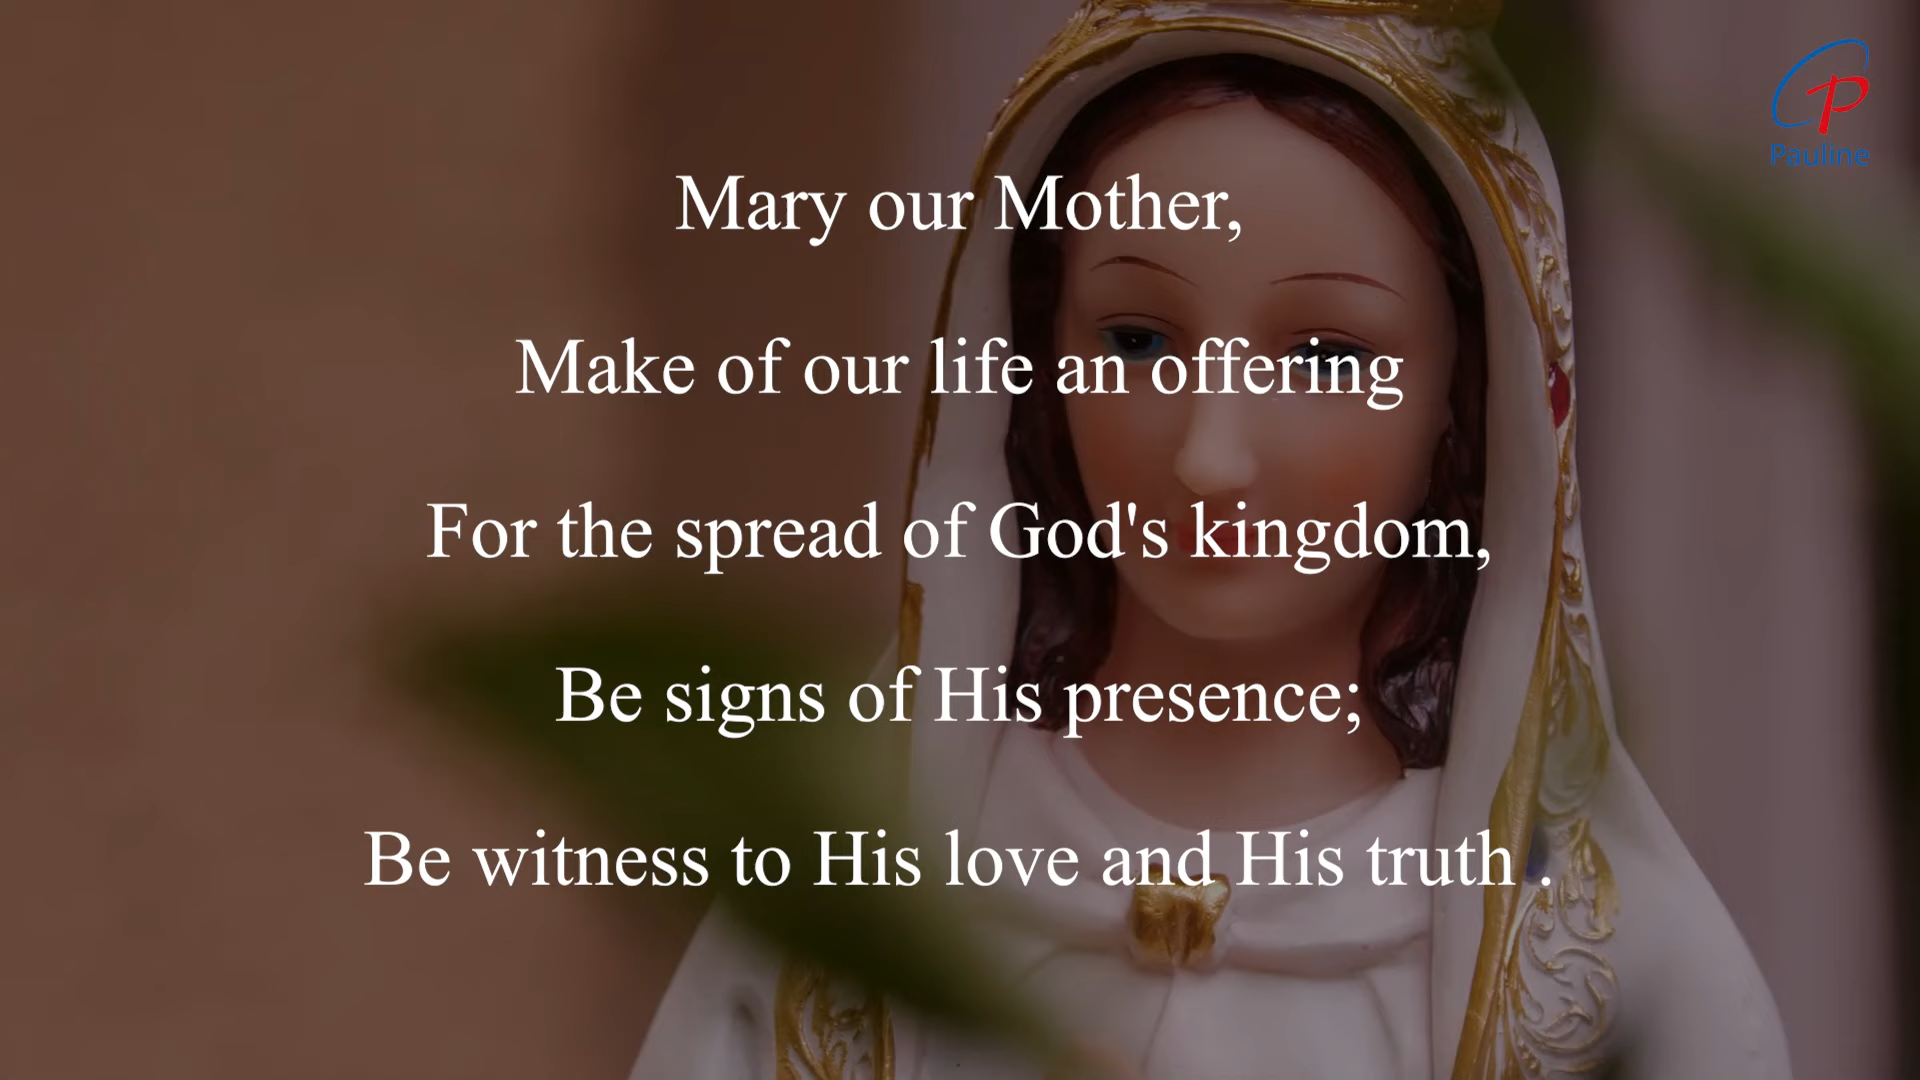 Pauline
Mary our Mother,
Make of our life an offering
For the spread of God's kingdom,
Be signs of His presence;
Be witness to His love and His truth .